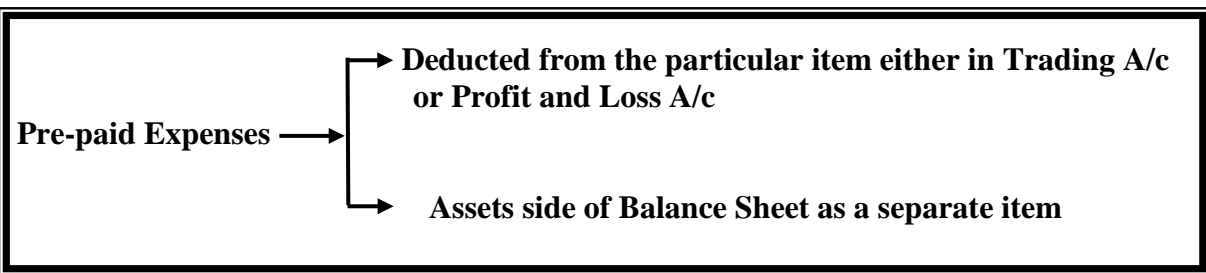 Deducted from the particular item either in Trading A/c
or Profit and Loss A/c
Pre-paid Expenses
Assets side of Balance Sheet as a separate item